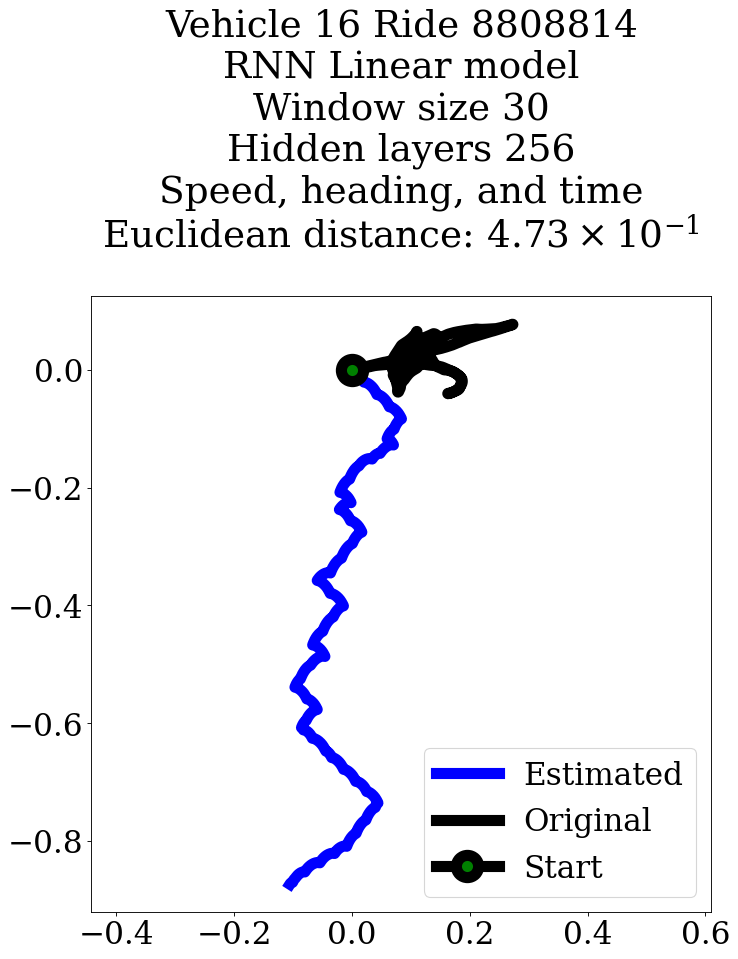 Vehicle 16 Ride 8808814
RNN Linear model
Window size 30
Hidden layers 256
Speed, heading, and time
Euclidean distance: 4.73 × 10⁻¹
0.0
−0.2
−0.4
−0.6
−0.8
Estimated
Original
Start
−0.4 −0.2 0.0 0.2 0.4 0.6